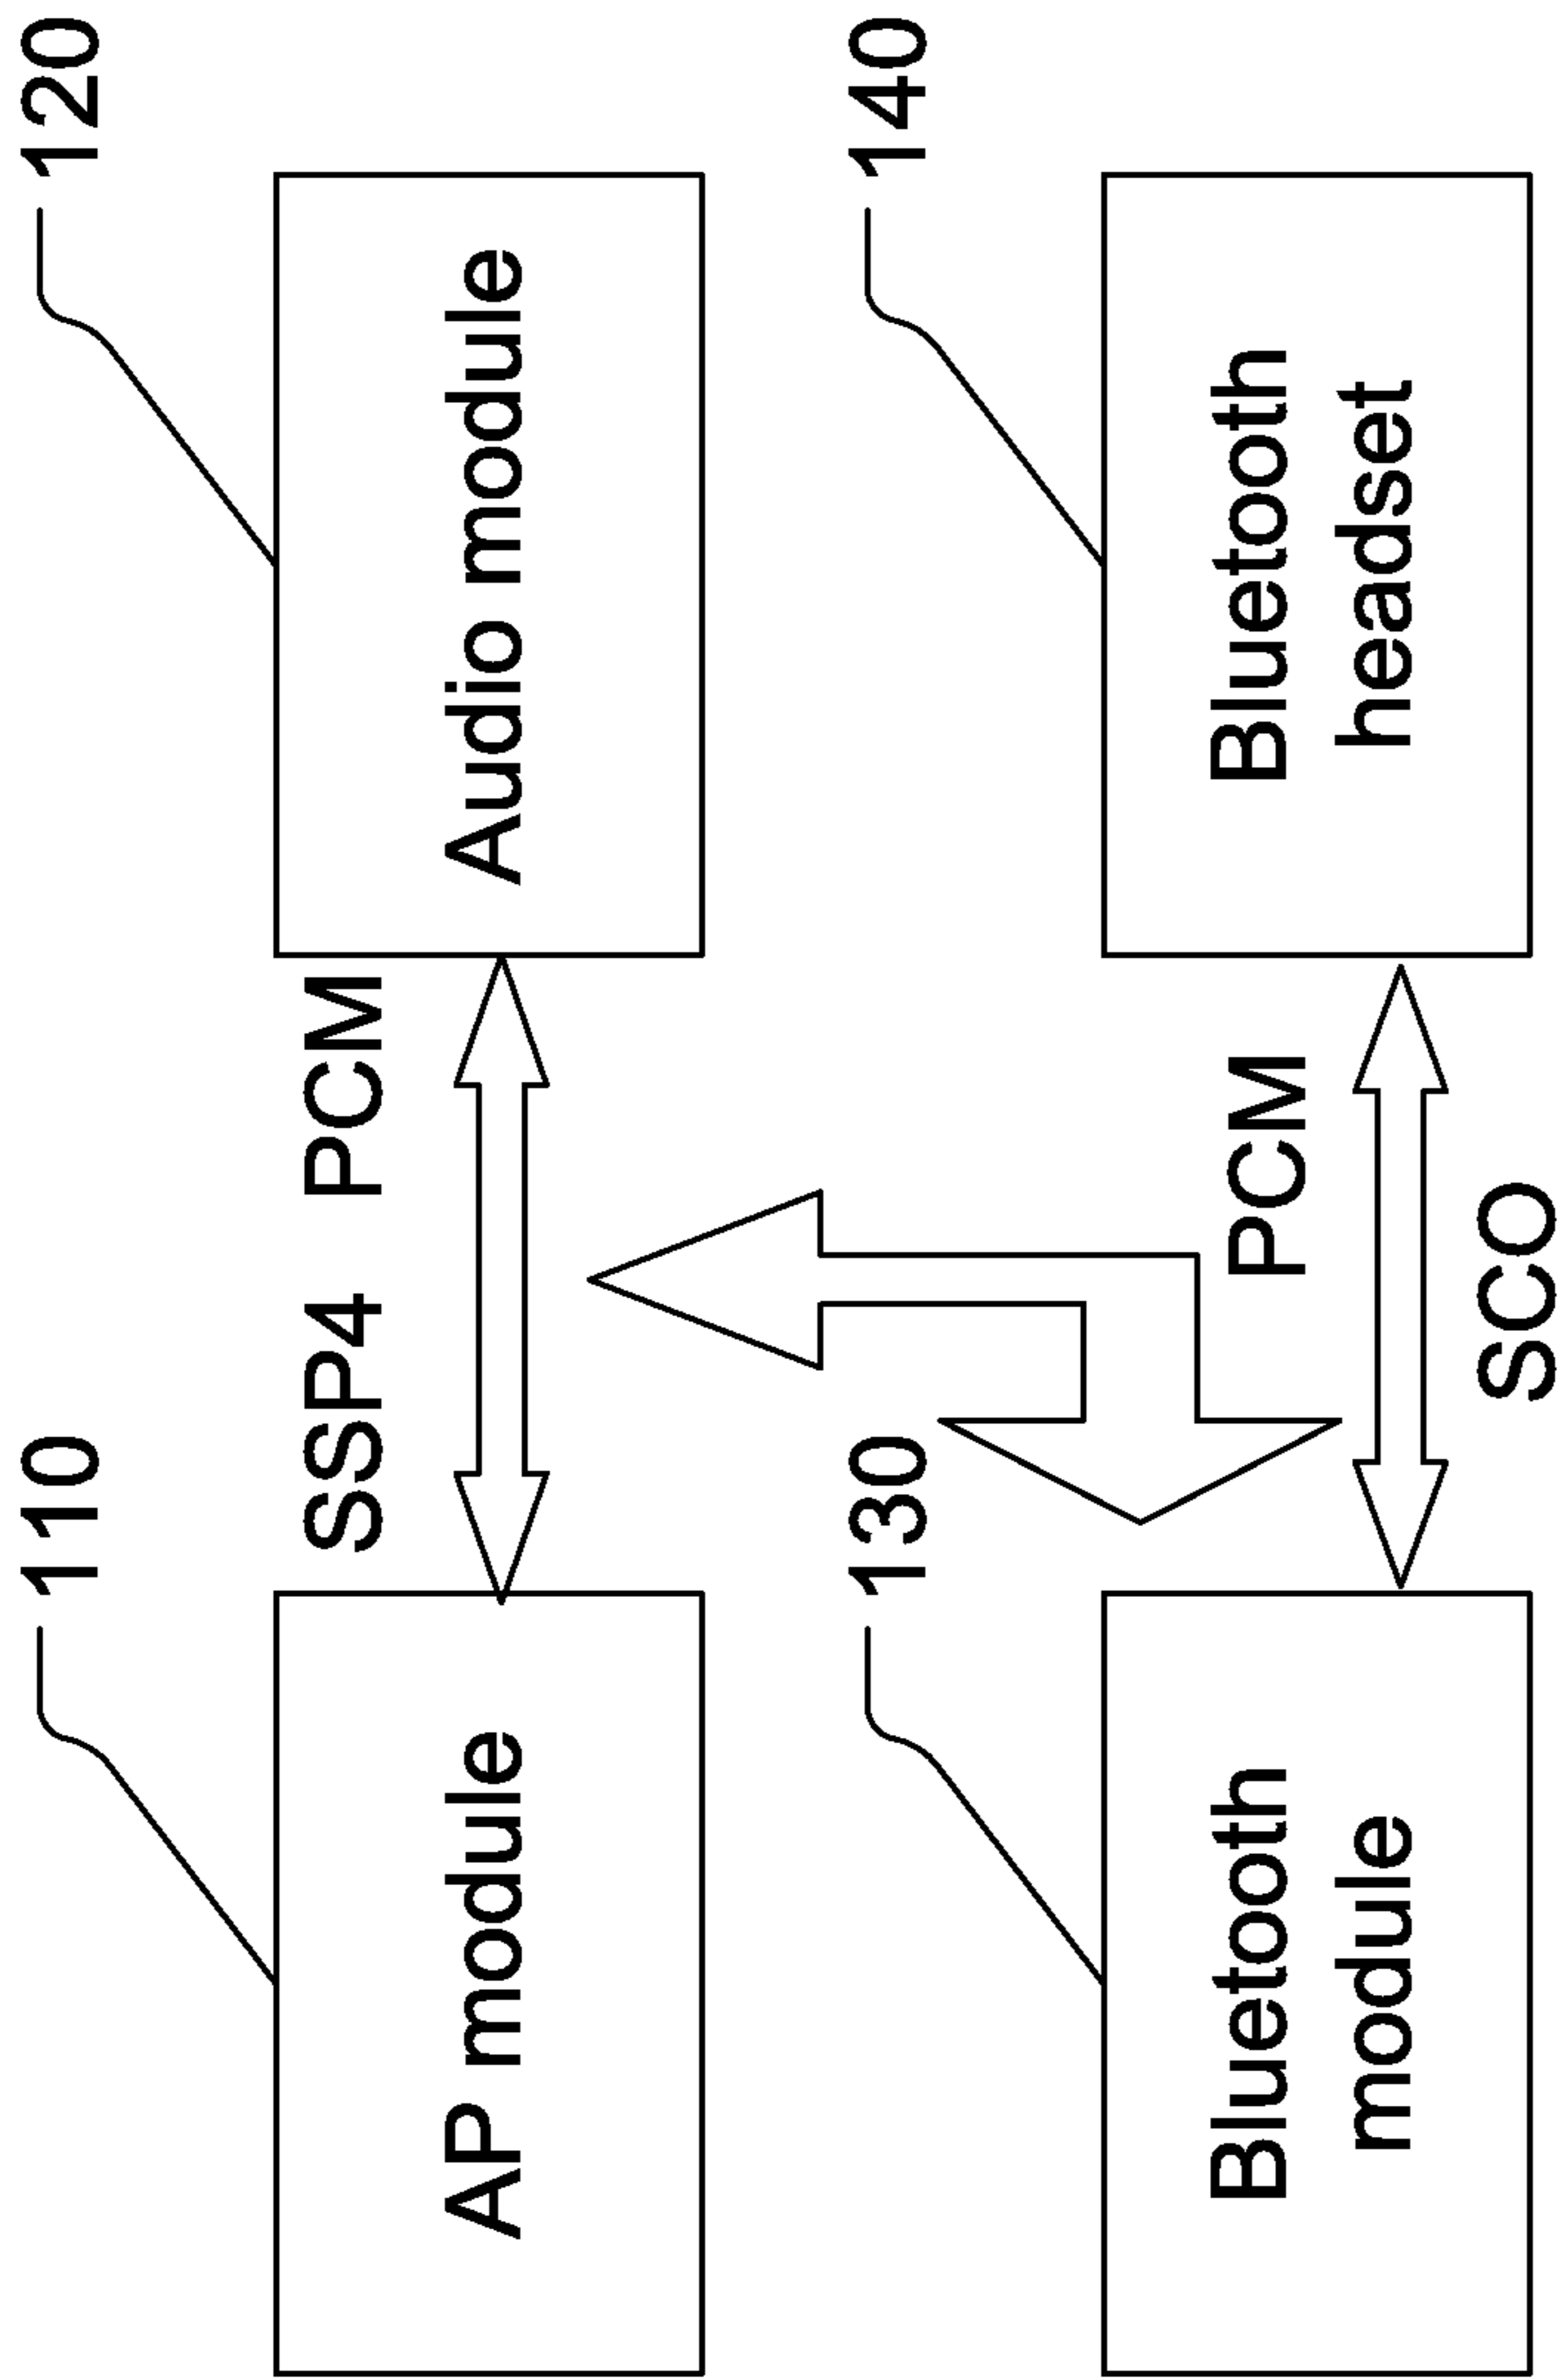 110
120
SSP4 PCM
AP module
Audio module
130
140
PCM
Bluetooth
module
Bluetooth
headset
SCO